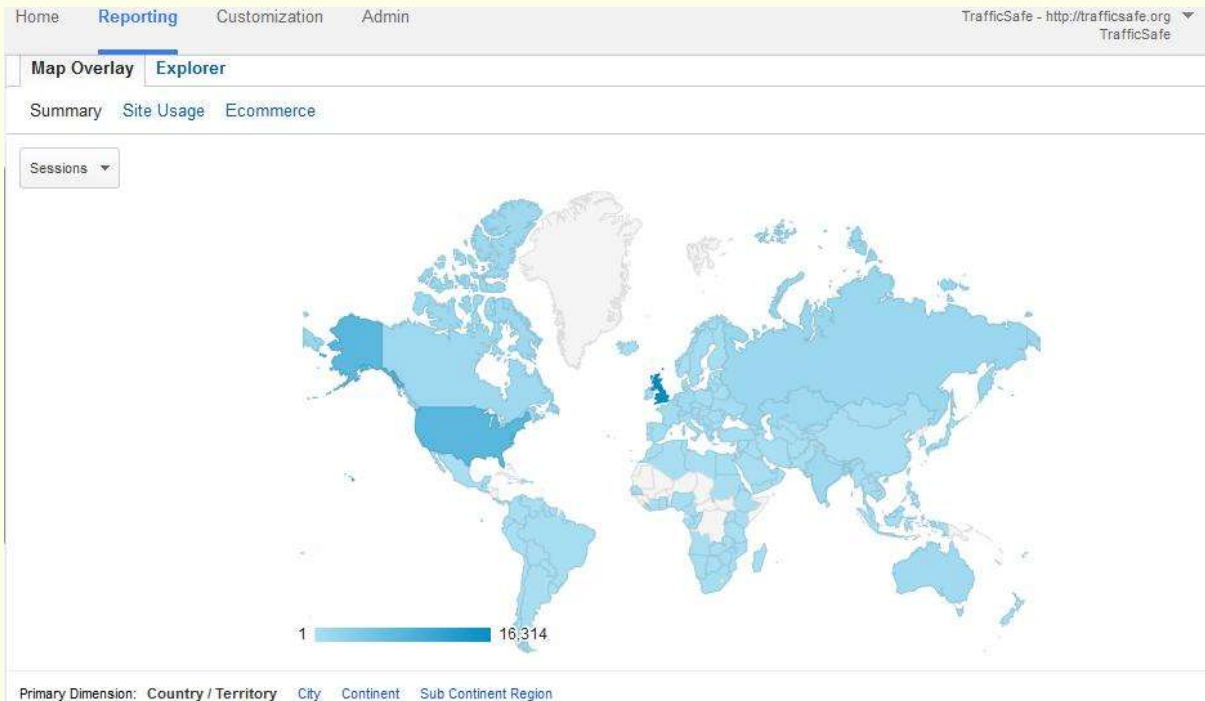 Home Reporting Customization Admin TrafficSafe - http://trafficsafe.org
TrafficSafe
Map Overlay Explorer
Summary Site Usage Ecommerce
Sessions
1 16,314
Primary Dimension: Country / Territory City Continent Sub Continent Region